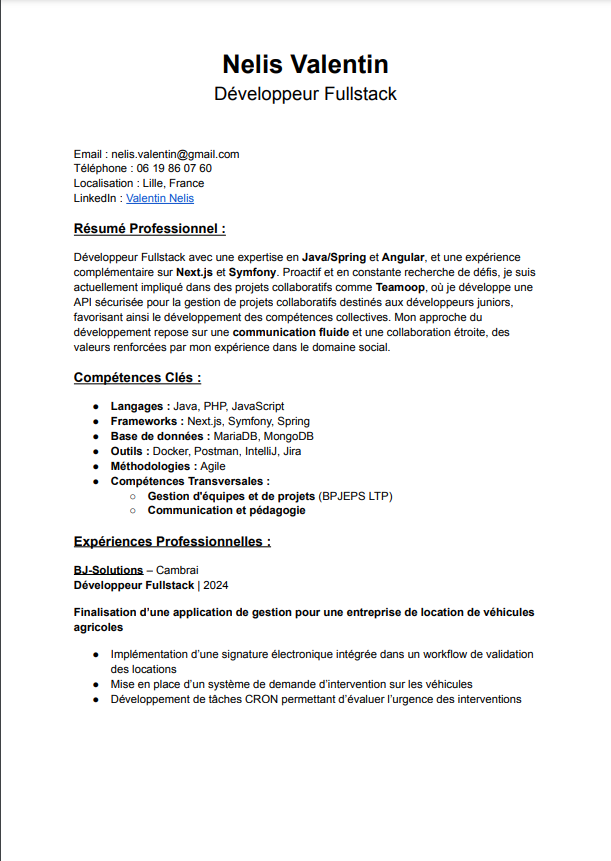 Nelis Valentin
Développeur Fullstack
Email : nelis.valentin@gmail.com
Téléphone : 06 19 86 07 60
Localisation : Lille, France
LinkedIn : Valentin Nelis
Résumé Professionnel :
Développeur Fullstack avec une expertise en Java/Spring et Angular, et une expérience
complémentaire sur Next.js et Symfony. Proactif et en constante recherche de défis, je suis
actuellement impliqué dans des projets collaboratifs comme Teamoop, où je développe une
API sécurisée pour la gestion de projets collaboratifs destinés aux développeurs juniors,
favorisant ainsi le développement des compétences collectives. Mon approche du
développement repose sur une communication fluide et une collaboration étroite, des
valeurs renforcées par mon expérience dans le domaine social.
Compétences Clés :
● Langages : Java, PHP, JavaScript
● Frameworks : Next.js, Symfony, Spring
● Base de données : MariaDB, MongoDB
● Outils : Docker, Postman, IntelliJ, Jira
● Méthodologies : Agile
● Compétences Transversales :
○ Gestion d'équipes et de projets (BPJEPS LTP)
○ Communication et pédagogie
Expériences Professionnelles :
BJ-Solutions – Cambrai
Développeur Fullstack | 2024
Finalisation d’une application de gestion pour une entreprise de location de véhicules
agricoles
● Implémentation d’une signature électronique intégrée dans un workflow de validation
des locations
● Mise en place d’un système de demande d’intervention sur les véhicules
● Développement de tâches CRON permettant d’évaluer l’urgence des interventions